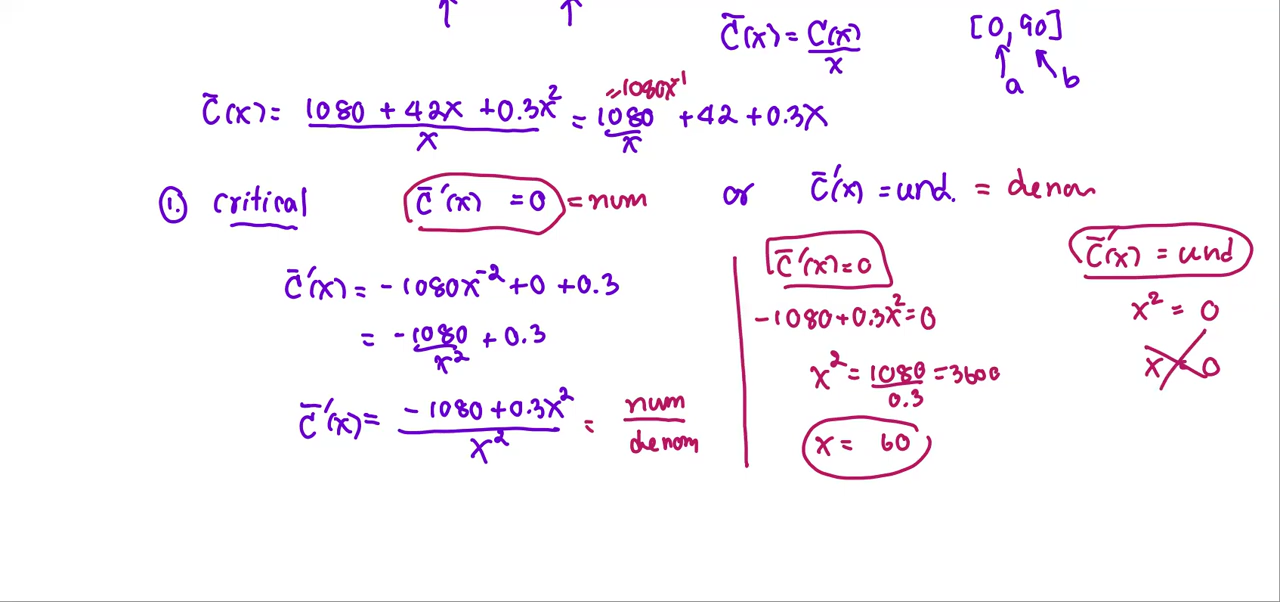 C̄(x) = C(x)/x [0, 90]
a b
= 1080x⁻¹
C̄(x) = (1080 + 42x + 0.3x²)/x = 1080/x + 42 + 0.3x
①. critical C̄'(x) = 0 = num or C̄'(x) = und. = denom
C̄'(x) = -1080x⁻² + 0 + 0.3
= -1080/x² + 0.3
C̄'(x) = (-1080 + 0.3x²)/x² = num/denom
C̄'(x) = 0
-1080 + 0.3x² = 0
x² = 1080/0.3 = 3600
x = 60
C̄'(x) = und
x² = 0
x = 0